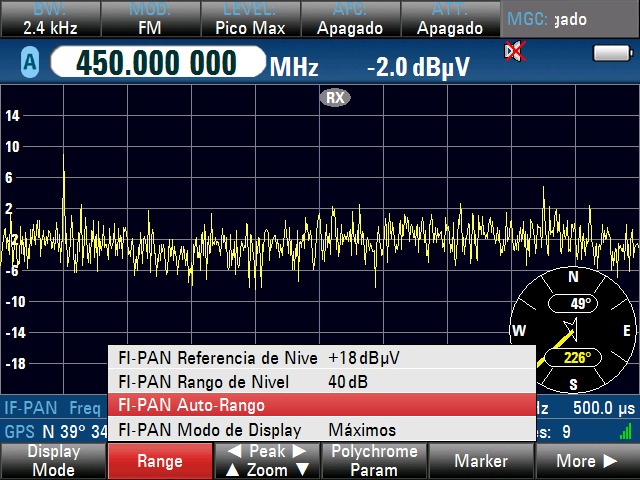 BW: MOD: LEVEL: AFC: ATT: MGC: gado
2.4 kHz FM Pico Max Apagado Apagado
A 450.000 000 MHz -2.0 dBµV
RX
14
10
6
2
-2
-6
-10
-14
-18
N
49°
W E
226°
S
FI-PAN Referencia de Nive +18 dBµV
FI-PAN Rango de Nivel 40 dB
FI-PAN Auto-Rango
FI-PAN Modo de Display Máximos
IF-PAN Freq Hz 500.0 µs
GPS N 39° 34 es: 9
Display Mode
Range
◄ Peak ►
▲ Zoom ▼
Polychrome Param
Marker
More ►